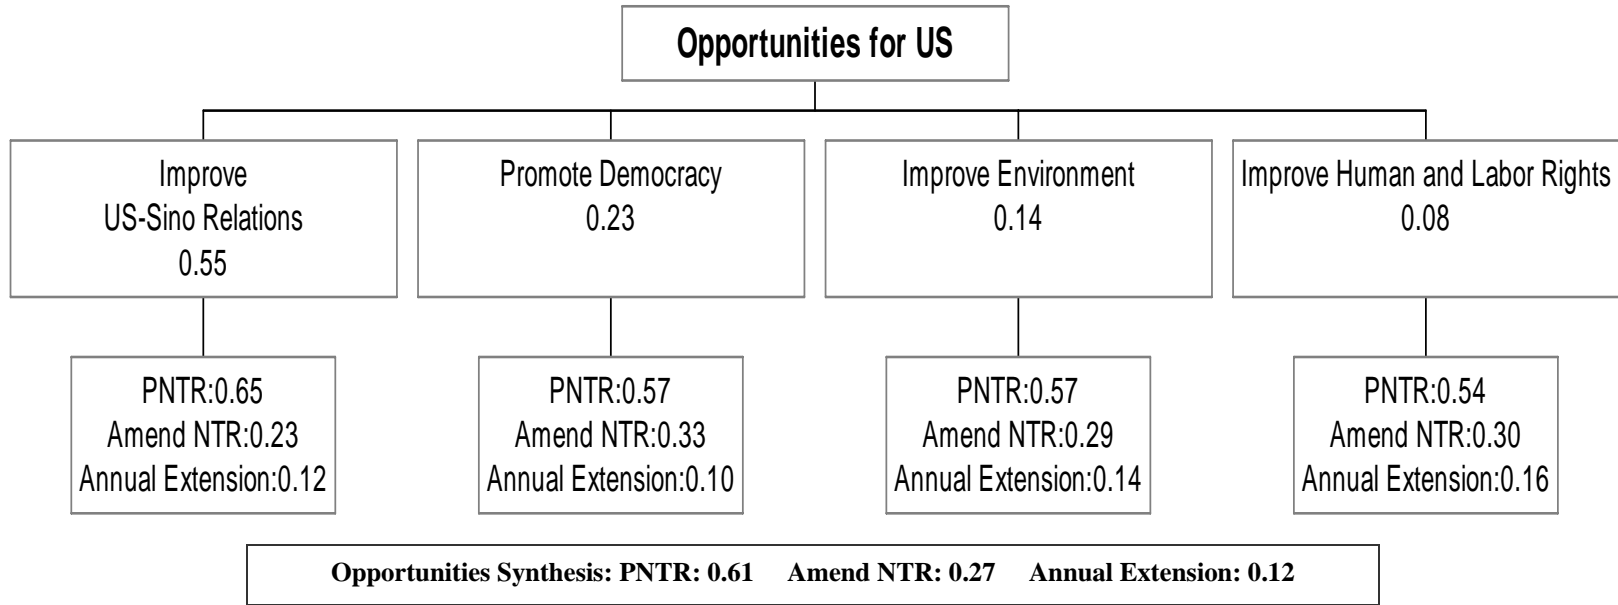 Opportunities for US
Improve
US-Sino Relations
0.55
Promote Democracy
0.23
Improve Environment
0.14
Improve Human and Labor Rights
0.08
PNTR:0.65
Amend NTR:0.23
Annual Extension:0.12
PNTR:0.57
Amend NTR:0.33
Annual Extension:0.10
PNTR:0.57
Amend NTR:0.29
Annual Extension:0.14
PNTR:0.54
Amend NTR:0.30
Annual Extension:0.16
Opportunities Synthesis: PNTR: 0.61 Amend NTR: 0.27 Annual Extension: 0.12